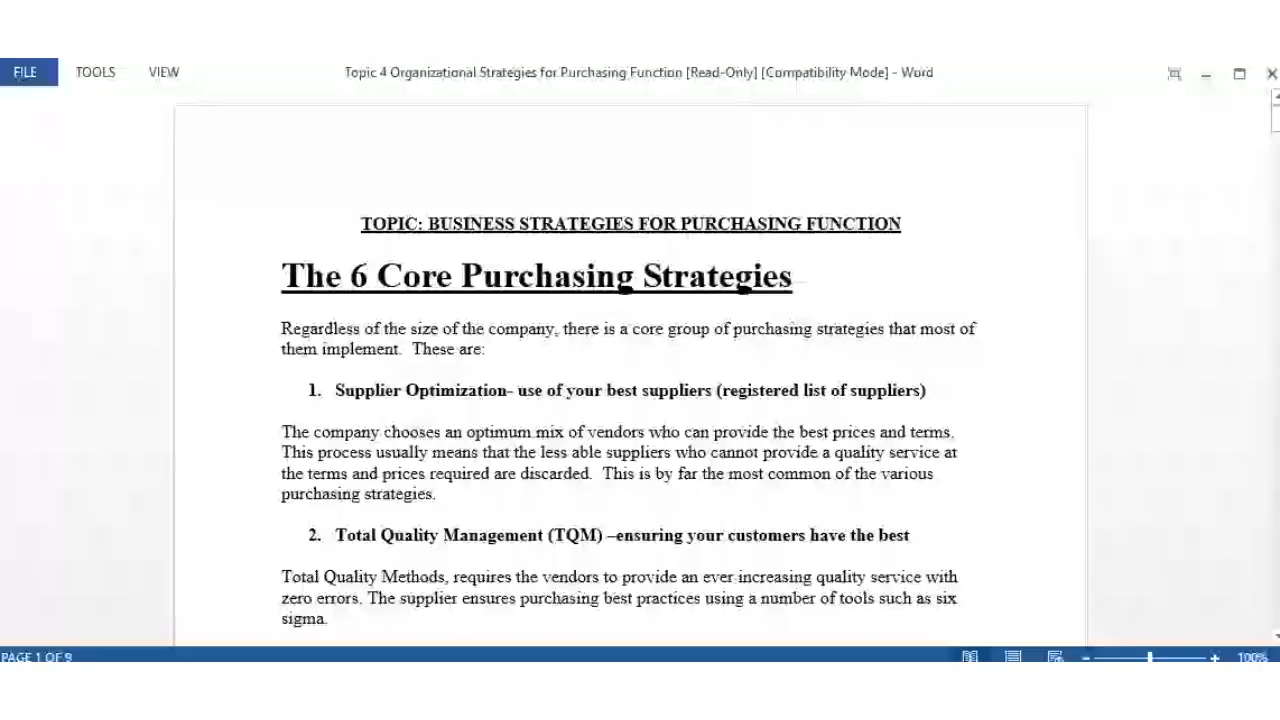 FILE TOOLS VIEW Topic 4 Organizational Strategies for Purchasing Function [Read-Only] [Compatibility Mode] - Word
TOPIC: BUSINESS STRATEGIES FOR PURCHASING FUNCTION
The 6 Core Purchasing Strategies
Regardless of the size of the company, there is a core group of purchasing strategies that most of
them implement.  These are:
1. Supplier Optimization- use of your best suppliers (registered list of suppliers)
The company chooses an optimum mix of vendors who can provide the best prices and terms.
This process usually means that the less able suppliers who cannot provide a quality service at
the terms and prices required are discarded.  This is by far the most common of the various
purchasing strategies.
2. Total Quality Management (TQM) –ensuring your customers have the best
Total Quality Methods, requires the vendors to provide an ever increasing quality service with
zero errors. The supplier ensures purchasing best practices using a number of tools such as six
sigma.
PAGE 1 OF 9 100%